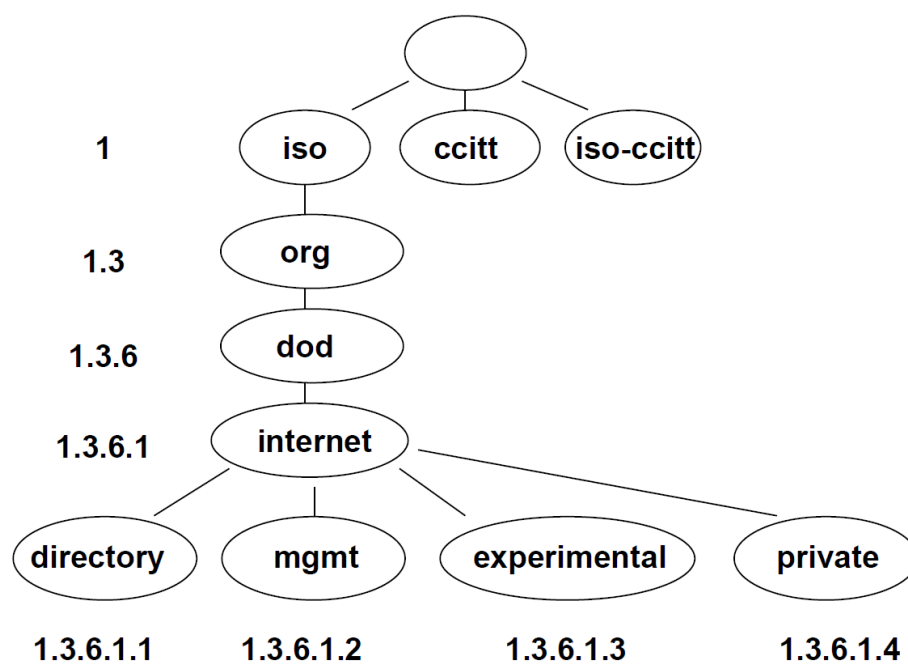 1 iso ccitt iso-ccitt
1.3 org
1.3.6 dod
1.3.6.1 internet
directory mgmt experimental private
1.3.6.1.1 1.3.6.1.2 1.3.6.1.3 1.3.6.1.4